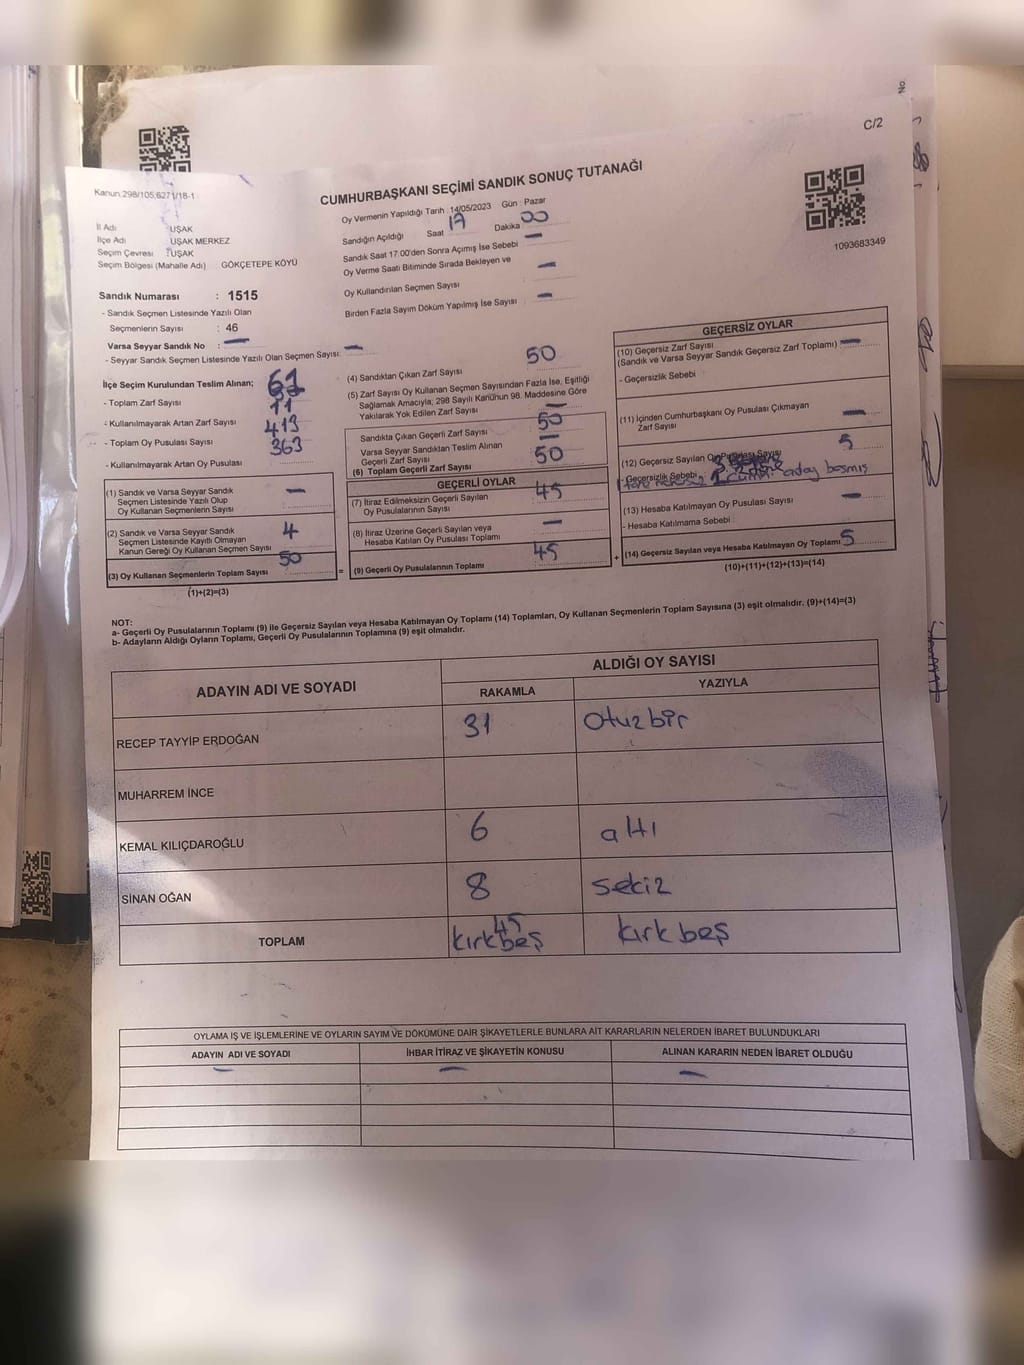 No
C/2
Kanun 298/105,6271/18-1
CUMHURBAŞKANI SEÇİMİ SANDIK SONUÇ TUTANAĞI
1093683349
İl Adı : UŞAK
İlçe Adı : UŞAK MERKEZ
Seçim Çevresi : UŞAK
Seçim Bölgesi (Mahalle Adı) GÖKÇETEPE KÖYÜ
Sandık Numarası : 1515
- Sandık Seçmen Listesinde Yazılı Olan
Seçmenlerin Sayısı : 46
Varsa Seyyar Sandık No : —
- Seyyar Sandık Seçmen Listesinde Yazılı Olan Seçmen Sayısı: —
Oy Vermenin Yapıldığı Tarih : 14/05/2023 Gün : Pazar
Sandığın Açıldığı Saat 17 Dakika 00
Sandık Saat 17.00'den Sonra Açımış İse Sebebi —
Oy Verme Saati Bitiminde Sırada Bekleyen ve
Oy Kullandırılan Seçmen Sayısı —
Birden Fazla Sayım Döküm Yapılmış İse Sayısı —
İlçe Seçim Kurulundan Teslim Alınan;
- Toplam Zarf Sayısı 61
- Kullanılmayarak Artan Zarf Sayısı 11
- Toplam Oy Pusulası Sayısı 413
- Kullanılmayarak Artan Oy Pusulası 363
(1) Sandık ve Varsa Seyyar Sandık
Seçmen Listesinde Yazılı Olup
Oy Kullanan Seçmenlerin Sayısı —
(2) Sandık ve Varsa Seyyar Sandık
Seçmen Listesinde Kayıtlı Olmayan
Kanun Gereği Oy Kullanan Seçmen Sayısı 4
(3) Oy Kullanan Seçmenlerin Toplam Sayısı 50
(1)+(2)=(3)
(4) Sandıktan Çıkan Zarf Sayısı 50
(5) Zarf Sayısı Oy Kullanan Seçmen Sayısından Fazla İse, Eşitliği
Sağlamak Amacıyla; 298 Sayılı Kanunun 98. Maddesine Göre
Yakılarak Yok Edilen Zarf Sayısı —
Sandıkta Çıkan Geçerli Zarf Sayısı 50
Varsa Seyyar Sandıktan Teslim Alınan
Geçerli Zarf Sayısı —
(6) Toplam Geçerli Zarf Sayısı 50
GEÇERLİ OYLAR
(7) İtiraz Edilmeksizin Geçerli Sayılan
Oy Pusulalarının Sayısı 45
(8) İtiraz Üzerine Geçerli Sayılan veya
Hesaba Katılan Oy Pusulası Toplamı —
= (9) Geçerli Oy Pusulalarının Toplamı 45
GEÇERSİZ OYLAR
(10) Geçersiz Zarf Sayısı
(Sandık ve Varsa Seyyar Sandık Geçersiz Zarf Toplamı) —
- Geçersizlik Sebebi
(11) İçinden Cumhurbaşkanı Oy Pusulası Çıkmayan
Zarf Sayısı —
(12) Geçersiz Sayılan Oy Pusulası Sayısı 5
Geçersizlik Sebebi aday basmış
(13) Hesaba Katılmayan Oy Pusulası Sayısı —
- Hesaba Katılmama Sebebi
+ (14) Geçersiz Sayılan veya Hesaba Katılmayan Oy Toplamı 5
(10)+(11)+(12)+(13)=(14)
NOT:
a- Geçerli Oy Pusulalarının Toplamı (9) ile Geçersiz Sayılan veya Hesaba Katılmayan Oy Toplamı (14) Toplamları, Oy Kullanan Seçmenlerin Toplam Sayısına (3) eşit olmalıdır. (9)+(14)=(3)
b- Adayların Aldığı Oyların Toplamı, Geçerli Oy Pusulalarının Toplamına (9) eşit olmalıdır.
ADAYIN ADI VE SOYADI
ALDIĞI OY SAYISI
RAKAMLA YAZIYLA
RECEP TAYYİP ERDOĞAN 31 otuzbir
MUHARREM İNCE
KEMAL KILIÇDAROĞLU 6 altı
SİNAN OĞAN 8 sekiz
TOPLAM 45 kırkbeş kırkbeş
OYLAMA İŞ VE İŞLEMLERİNE VE OYLARIN SAYIM VE DÖKÜMÜNE DAİR ŞİKAYETLERLE BUNLARA AİT KARARLARIN NELERDEN İBARET BULUNDUKLARI
ADAYIN ADI VE SOYADI İHBAR İTİRAZ VE ŞİKAYETİN KONUSU ALINAN KARARIN NEDEN İBARET OLDUĞU
— — —